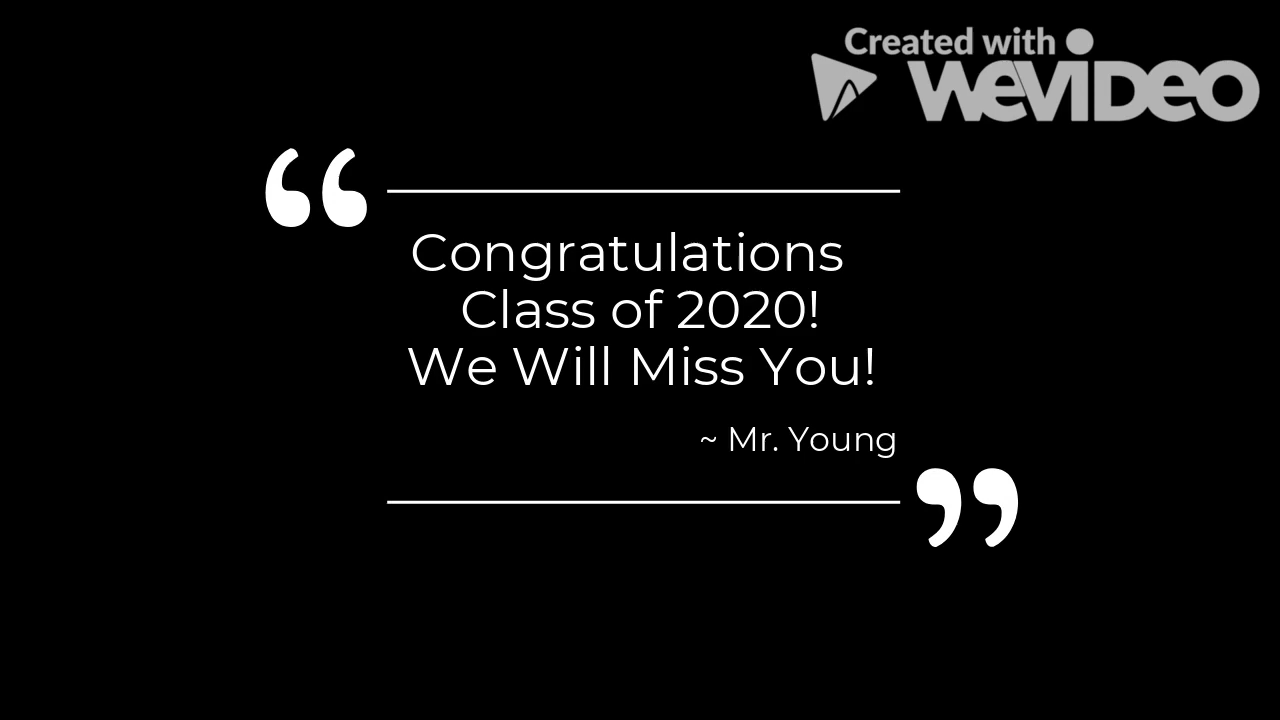 Created with
WEVIDEO
“
Congratulations
Class of 2020!
We Will Miss You!
~ Mr. Young
”